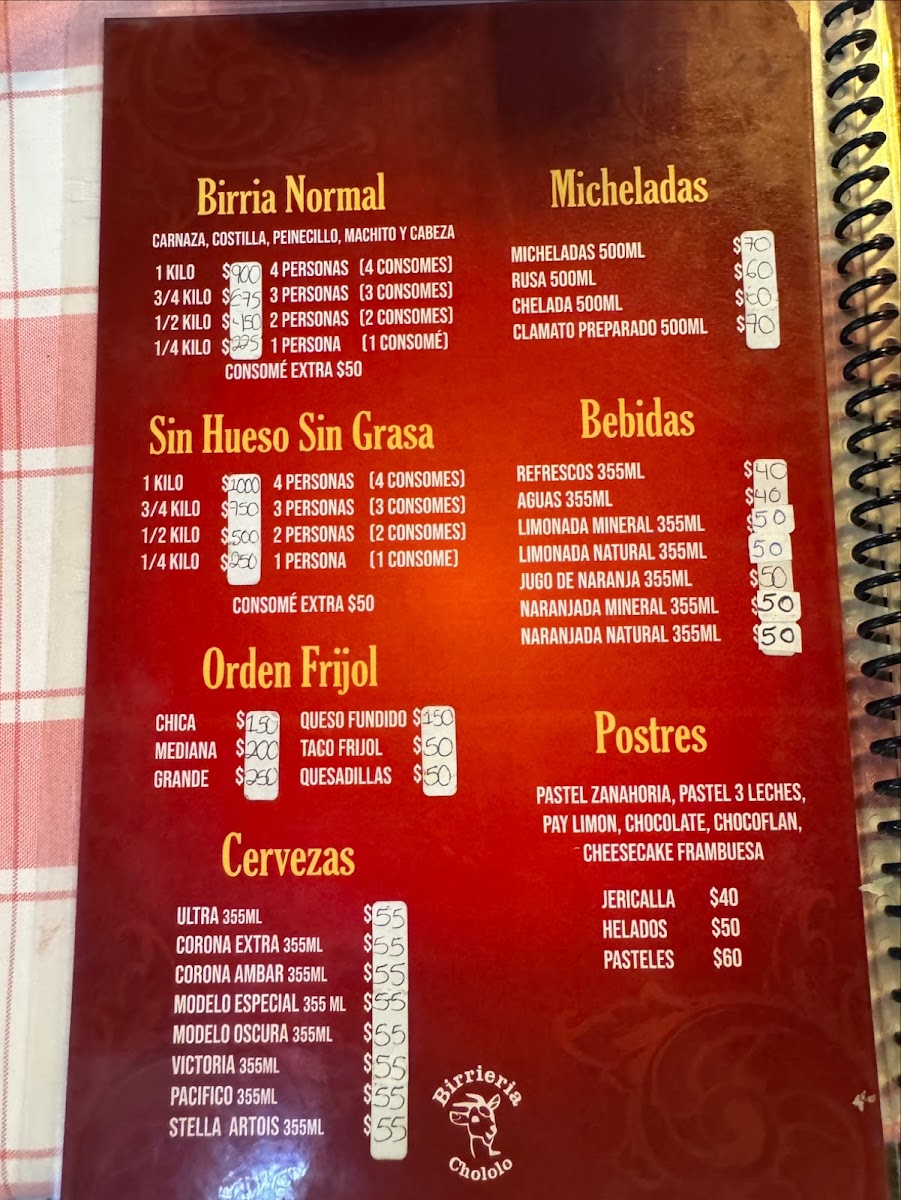 Birria Normal
CARNAZA, COSTILLA, PEINECILLO, MACHITO Y CABEZA
1 KILO $900 4 PERSONAS (4 CONSOMES)
3/4 KILO $675 3 PERSONAS (3 CONSOMES)
1/2 KILO $450 2 PERSONAS (2 CONSOMES)
1/4 KILO $225 1 PERSONA (1 CONSOMÉ)
CONSOMÉ EXTRA $50
Sin Hueso Sin Grasa
1 KILO $1000 4 PERSONAS (4 CONSOMES)
3/4 KILO $750 3 PERSONAS (3 CONSOMES)
1/2 KILO $500 2 PERSONAS (2 CONSOMES)
1/4 KILO $250 1 PERSONA (1 CONSOME)
CONSOMÉ EXTRA $50
Orden Frijol
CHICA $150 QUESO FUNDIDO $150
MEDIANA $200 TACO FRIJOL $50
GRANDE $250 QUESADILLAS $50
Cervezas
ULTRA 355ML $55
CORONA EXTRA 355ML $55
CORONA AMBAR 355ML $55
MODELO ESPECIAL 355 ML $55
MODELO OSCURA 355ML $55
VICTORIA 355ML $55
PACIFICO 355ML $55
STELLA ARTOIS 355ML $55
Micheladas
MICHELADAS 500ML $70
RUSA 500ML $60
CHELADA 500ML $60
CLAMATO PREPARADO 500ML $70
Bebidas
REFRESCOS 355ML $40
AGUAS 355ML $40
LIMONADA MINERAL 355ML $50
LIMONADA NATURAL 355ML 50
JUGO DE NARANJA 355ML $50
NARANJADA MINERAL 355ML $50
NARANJADA NATURAL 355ML $50
Postres
PASTEL ZANAHORIA, PASTEL 3 LECHES,
PAY LIMON, CHOCOLATE, CHOCOFLAN,
CHEESECAKE FRAMBUESA
JERICALLA $40
HELADOS $50
PASTELES $60
Birrieria
Chololo